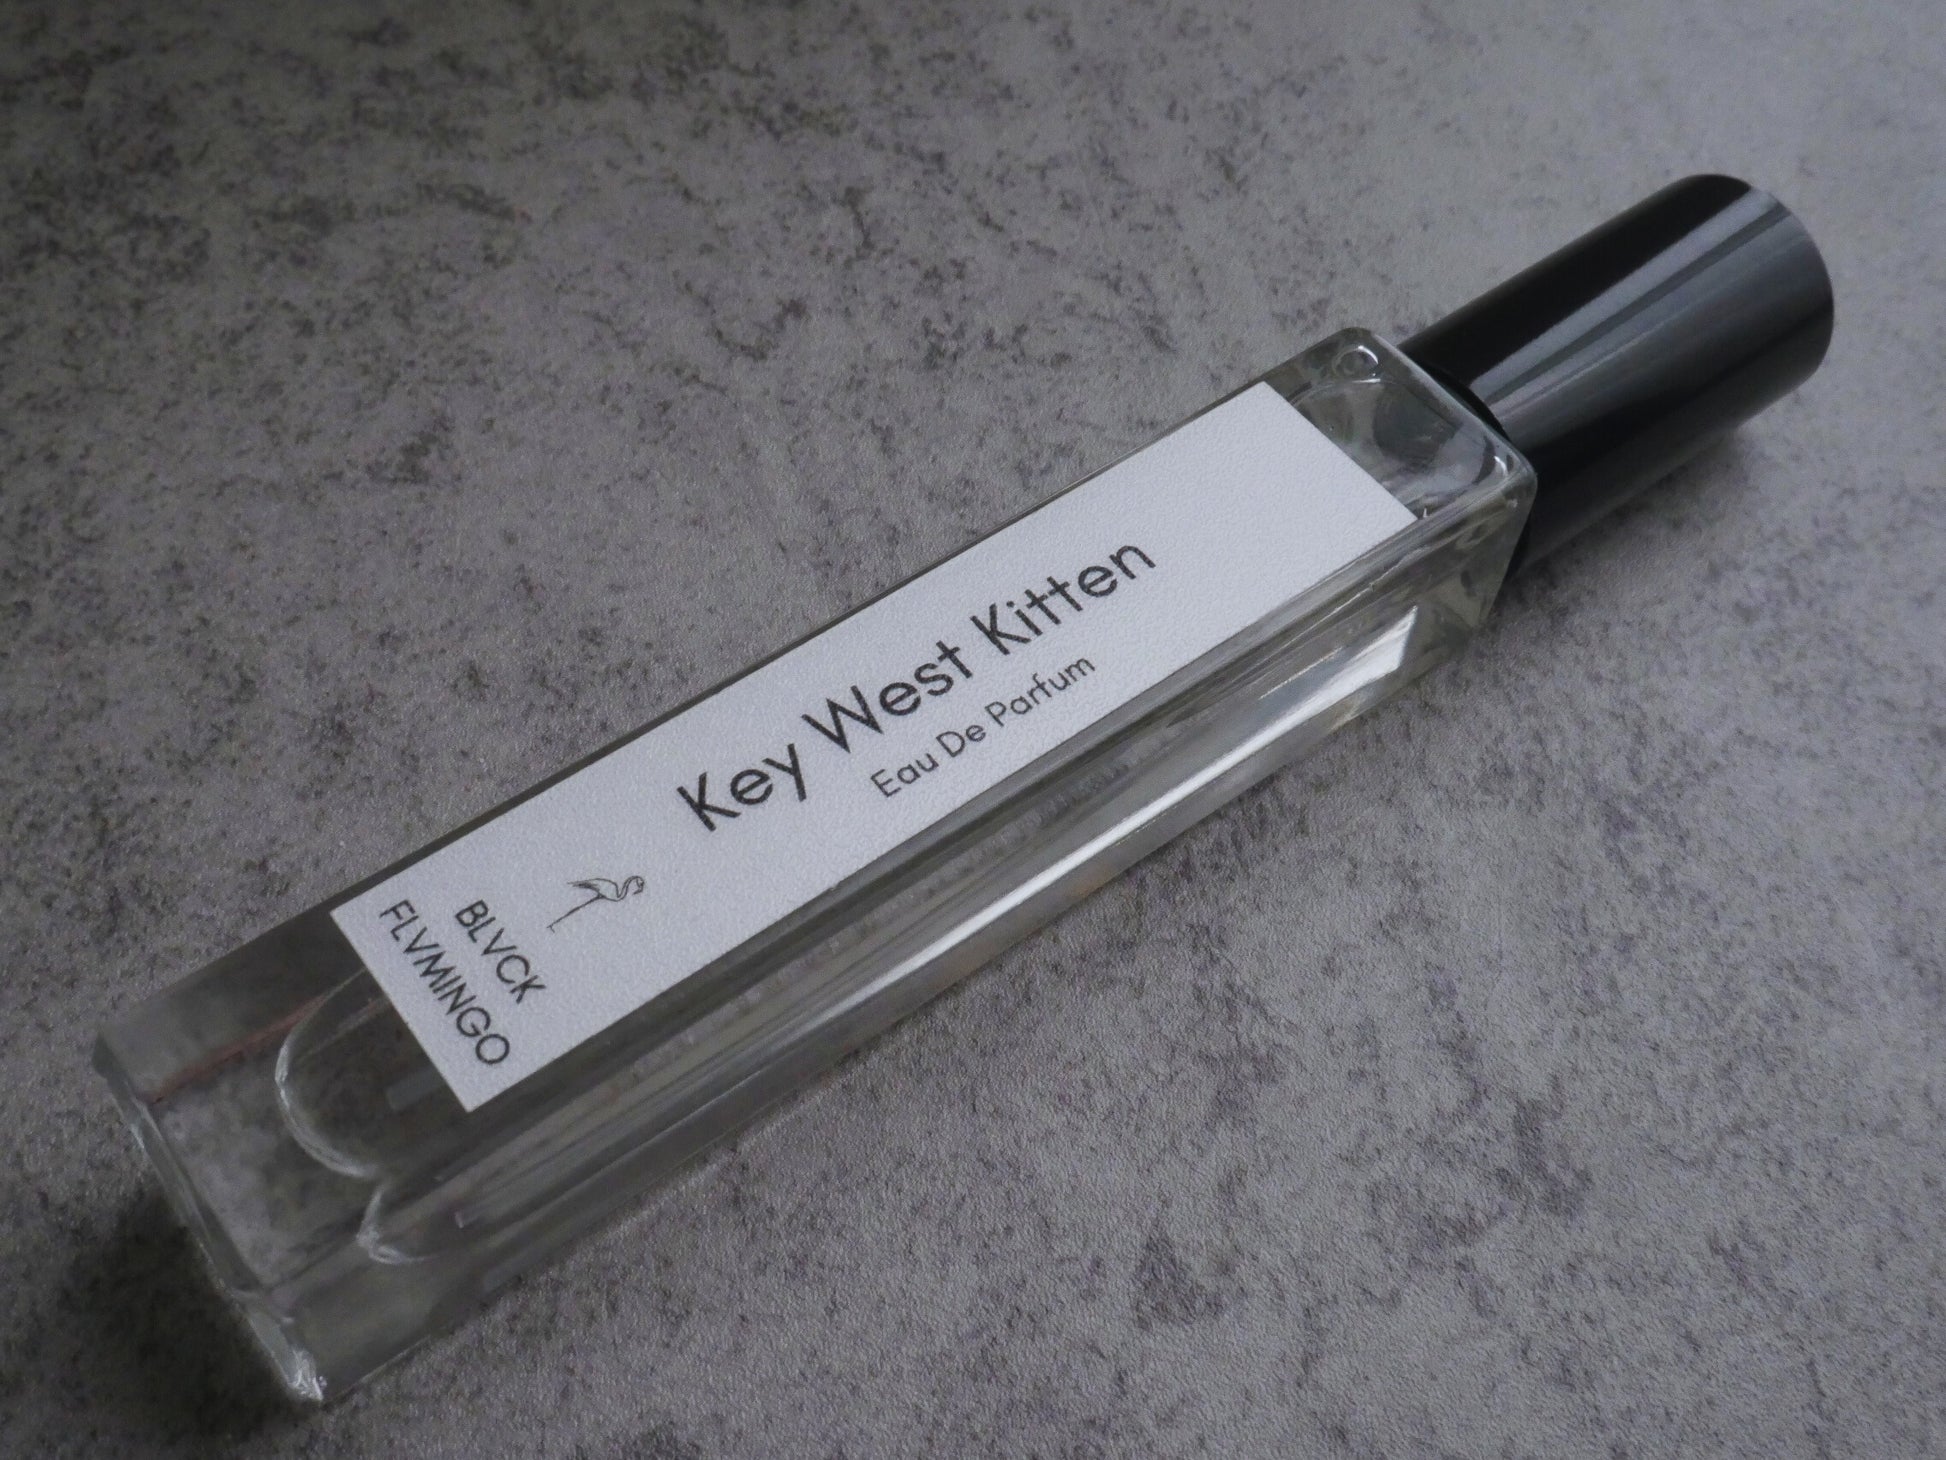 Key West Kitten
Eau De Parfum
BLVCK
FLVMINGO